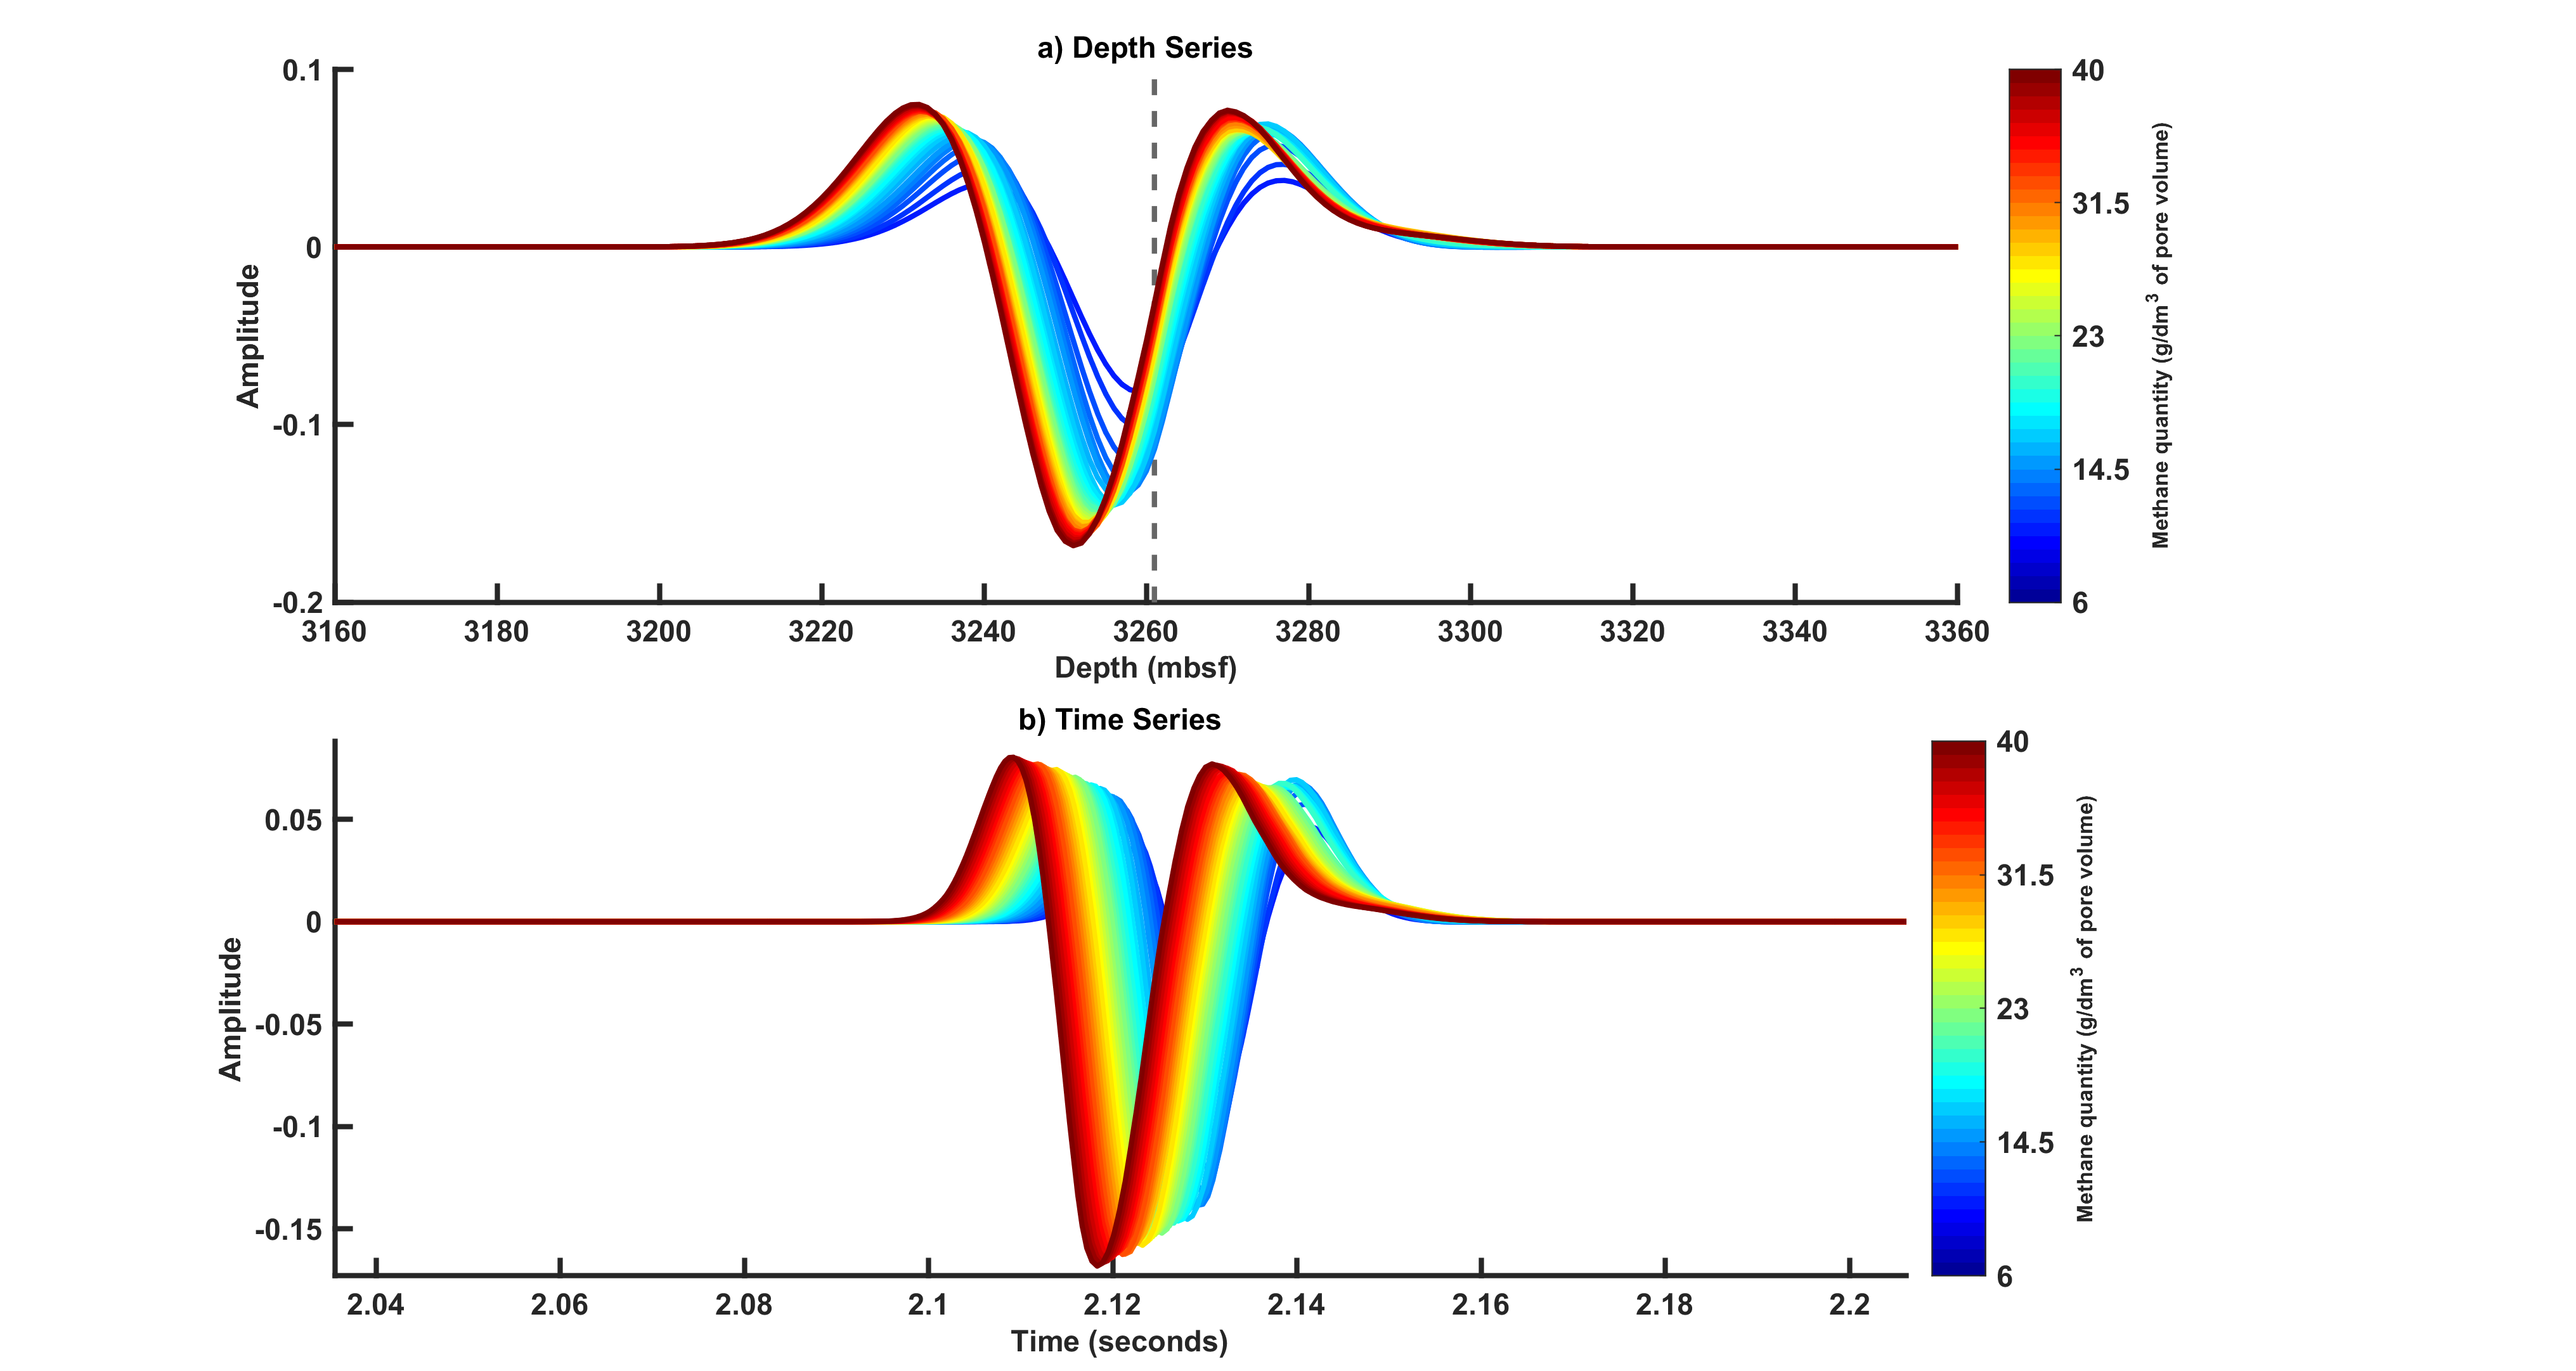 a) Depth Series
0.1
0
-0.1
-0.2
Amplitude
3160 3180 3200 3220 3240 3260 3280 3300 3320 3340 3360
Depth (mbsf)
40
31.5
23
14.5
6
Methane quantity (g/dm³ of pore volume)
b) Time Series
0.05
0
-0.05
-0.1
-0.15
Amplitude
2.04 2.06 2.08 2.1 2.12 2.14 2.16 2.18 2.2
Time (seconds)
40
31.5
23
14.5
6
Methane quantity (g/dm³ of pore volume)